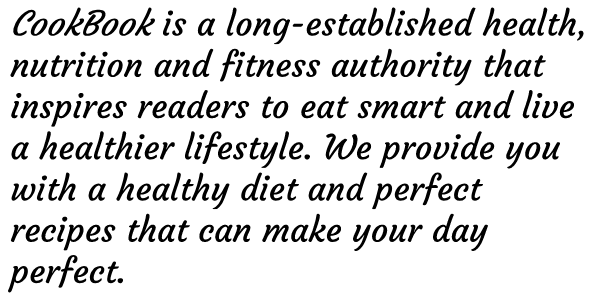 CookBook is a long-established health,
nutrition and fitness authority that
inspires readers to eat smart and live
a healthier lifestyle. We provide you
with a healthy diet and perfect
recipes that can make your day
perfect.